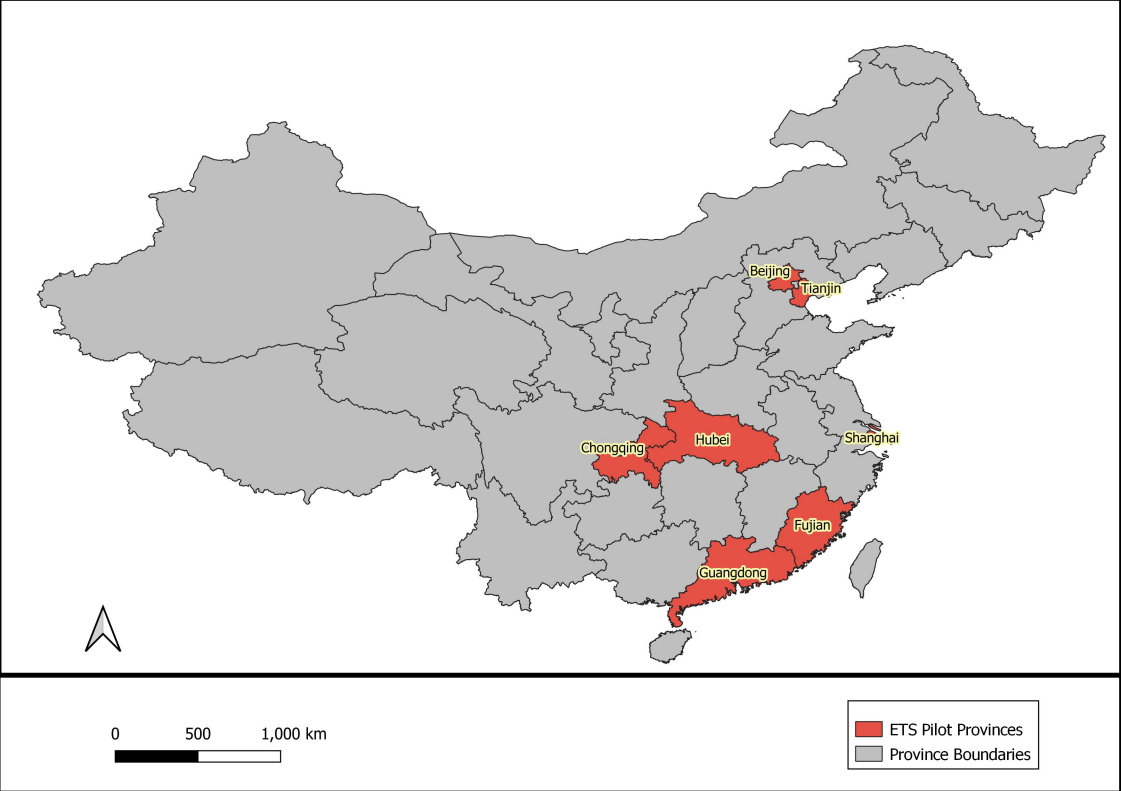 Beijing
Tianjin
Chongqing
Hubei
Shanghai
Fujian
Guangdong
0 500 1,000 km
ETS Pilot Provinces
Province Boundaries